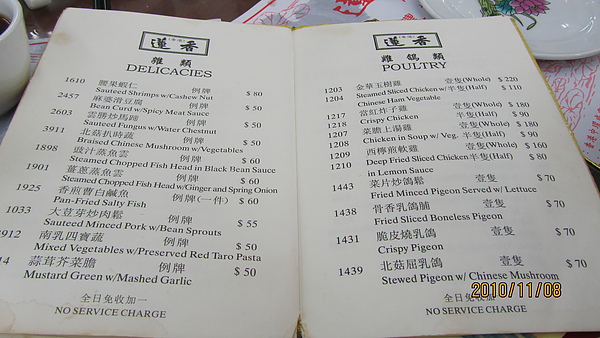 蓮香
雜類
DELICACIES
1610 腰果蝦仁 例牌
Sauteed Shrimps w/Cashew Nut $ 80
2457 麻婆滑豆腐 例牌
Bean Curd w/Spicy Meat Sauce $ 50
2603 雲勝炒馬蹄 例牌
Sauteed Fungus w/Water Chestnut $ 50
3911 北菇扒時蔬 例牌
Braised Chinese Mushroom w/Vegetables $ 60
1898 豉汁蒸魚雲 例牌
Steamed Chopped Fish Head in Black Bean Sauce
1901 薑蔥蒸魚雲 例牌 $ 60
Steamed Chopped Fish Head w/Ginger and Spring Onion
1925 香煎曹白鹹魚 例牌(一件) $ 60
Pan-Fried Salty Fish
1033 大荳芽炒肉鬆 例牌 $ 55
Sauteed Minced Pork w/Bean Sprouts
3912 南乳四寶蔬 例牌 $ 50
Mixed Vegetables w/Preserved Red Taro Pasta
14 蒜茸芥菜膽 例牌 $ 50
Mustard Green w/Mashed Garlic
全日免收加一
NO SERVICE CHARGE
蓮香
雞鴿類
POULTRY
1203 金華玉樹雞 壹隻(Whole) $ 220
1204 Steamed Sliced Chicken w/ 半隻(Half) $ 110
Chinese Ham Vegetable
1217 當紅炸子雞 壹隻(Whole) $ 180
1218 Crispy Chicken 半隻(Half) $ 90
1207 菜膽上湯雞 壹隻(Whole) $ 180
1208 Chicken in Soup w/ Veg. 半隻(Half) $ 90
1209 西檸煎軟雞 壹隻(Whole) $ 160
1210 Deep Fried Sliced Chicken 半隻(Half) $ 80
in Lemon Sauce
1443 菜片炒鴿鬆 壹隻 $ 70
Fried Minced Pigeon Served w/ Lettuce
1438 骨香乳鴿脯 壹隻 $ 70
Fried Sliced Boneless Pigeon
1431 脆皮燒乳鴿 壹隻 $ 70
Crispy Pigeon
1439 北菇屈乳鴿 壹隻 $ 70
Stewed Pigeon w/ Chinese Mushroom
全日免收加一
NO SERVICE CHARGE
2010/11/08